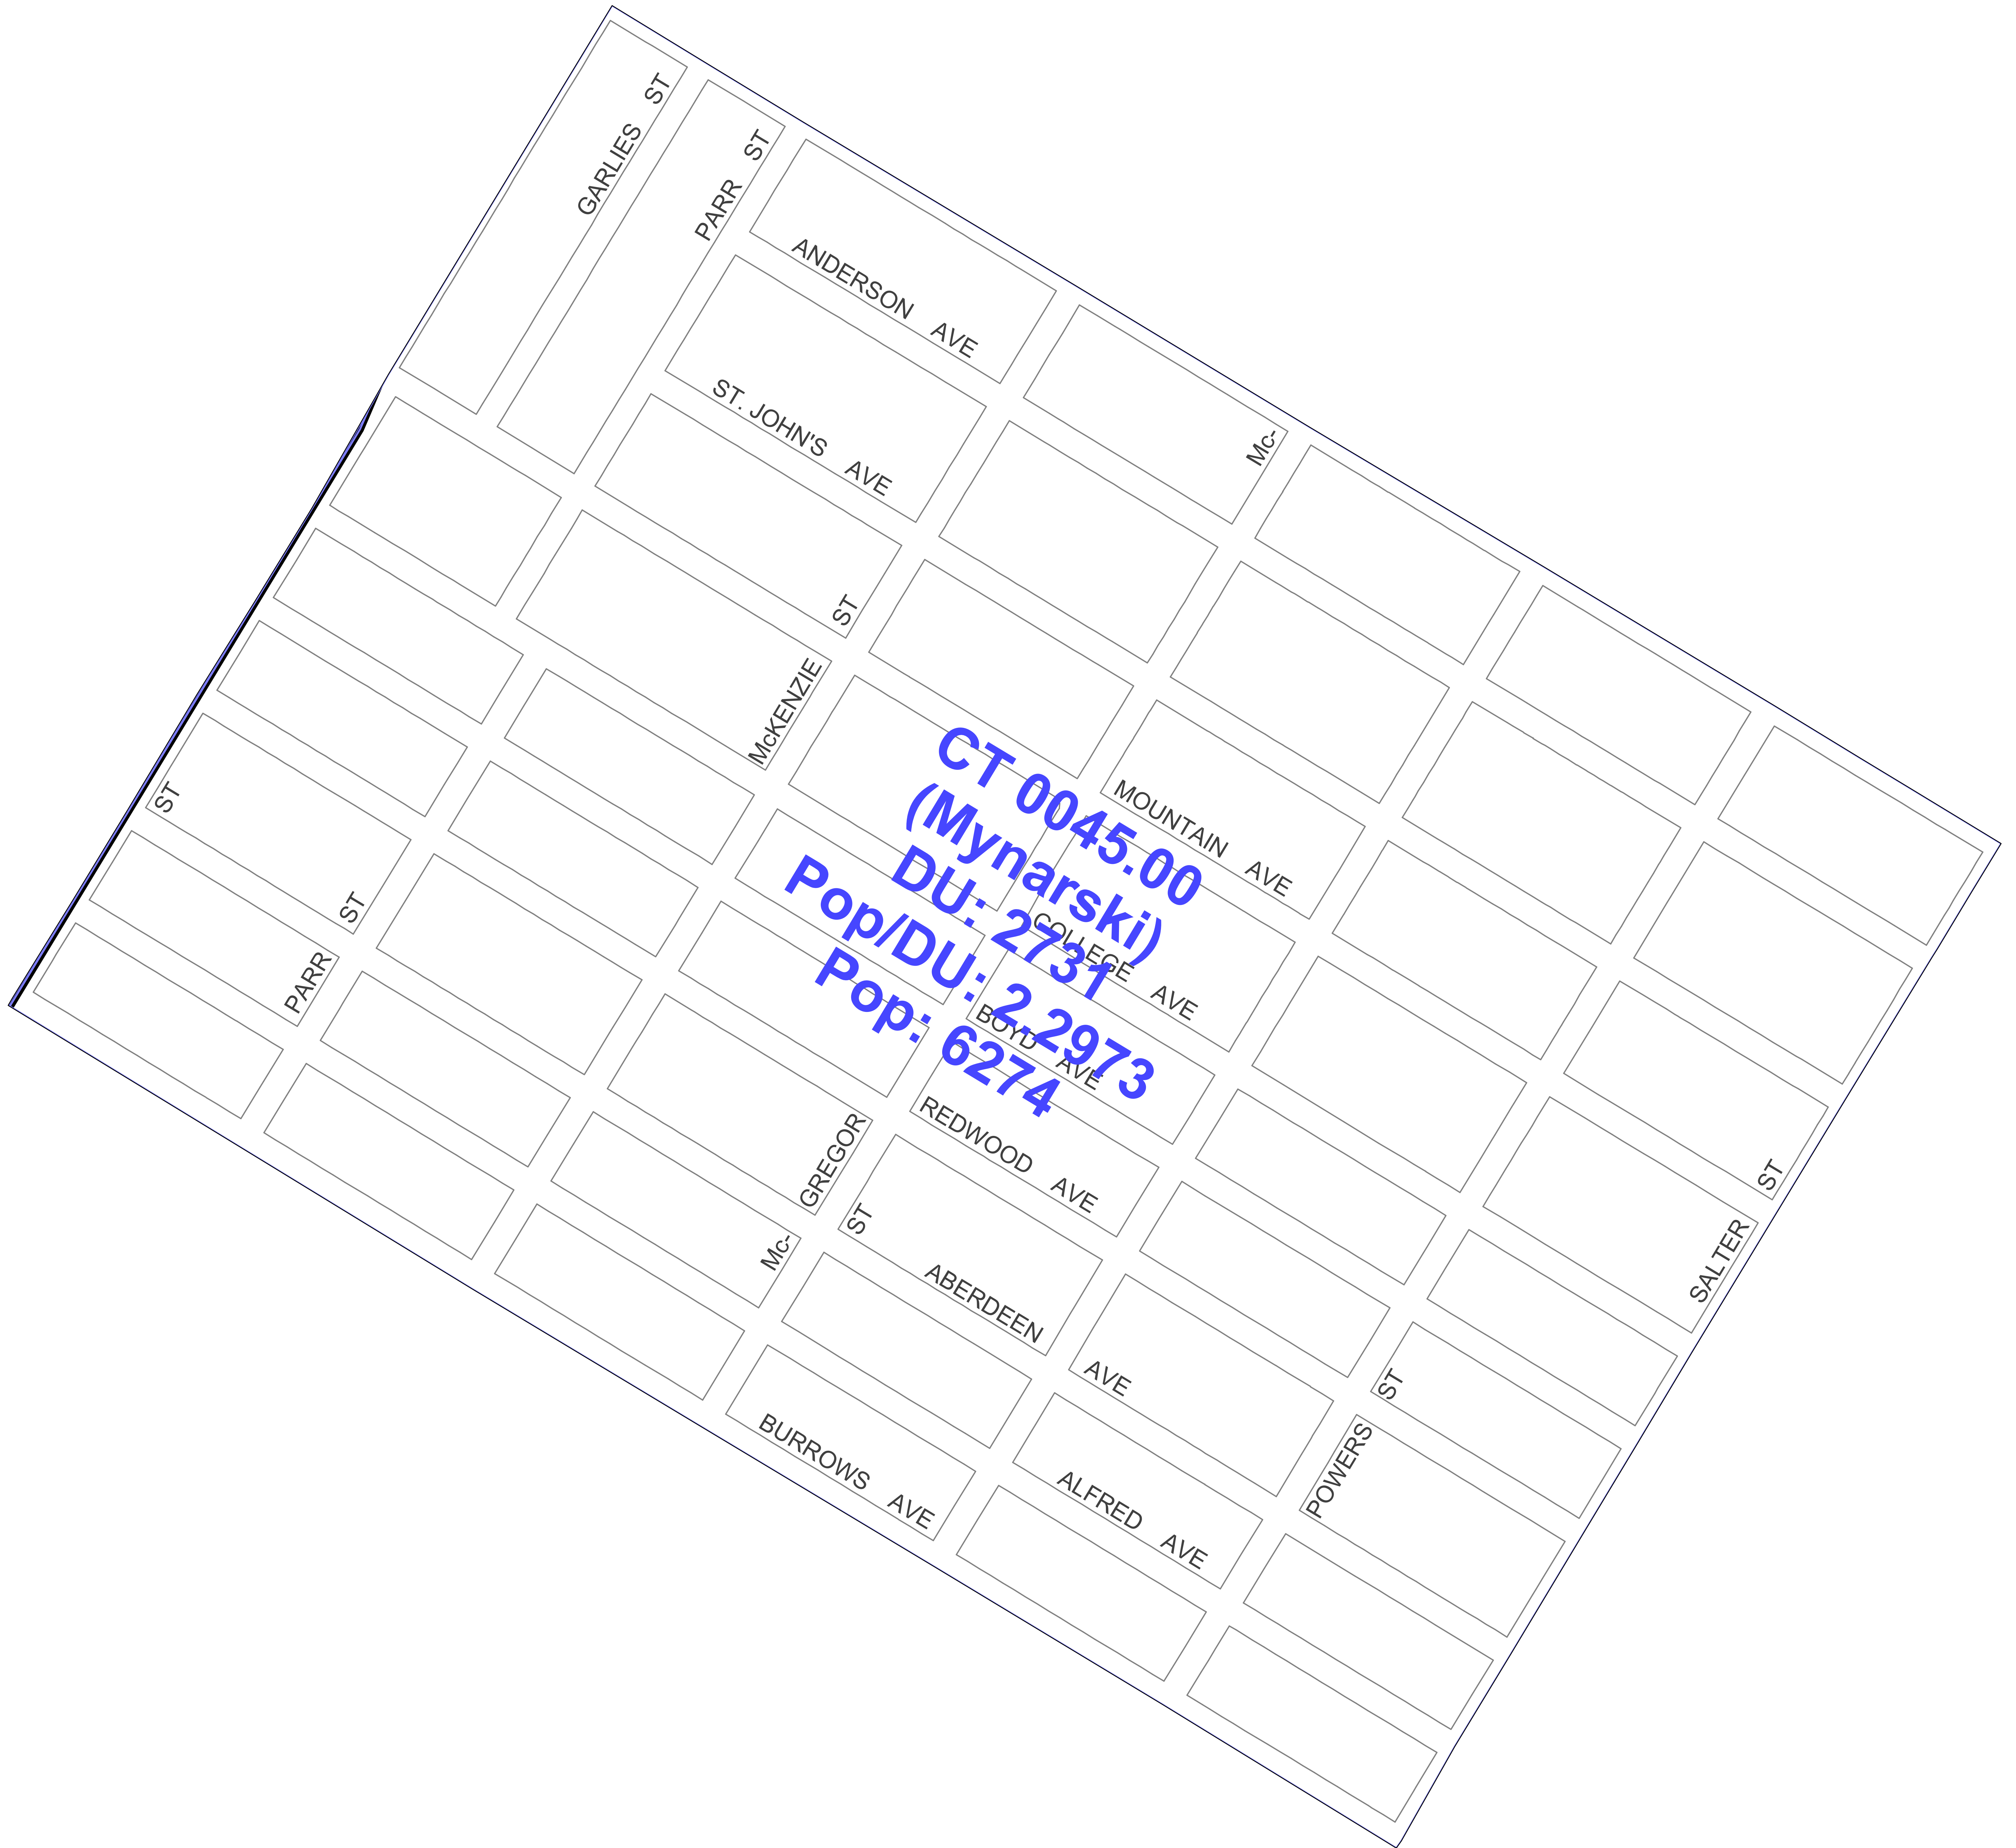 GARLIES ST
PARR ST
ANDERSON AVE
ST. JOHN'S AVE
Mc-
ST
McKENZIE
CT 0045.00
(Mynarski)
DU: 2731
Pop/DU: 2.2973
Pop: 6274
MOUNTAIN AVE
COLLEGE AVE
BOYD AVE
REDWOOD AVE
ST
ST
PARR
GREGOR
Mc-
ST
ABERDEEN
AVE
ST
SALTER
ST
POWERS
ALFRED AVE
BURROWS AVE